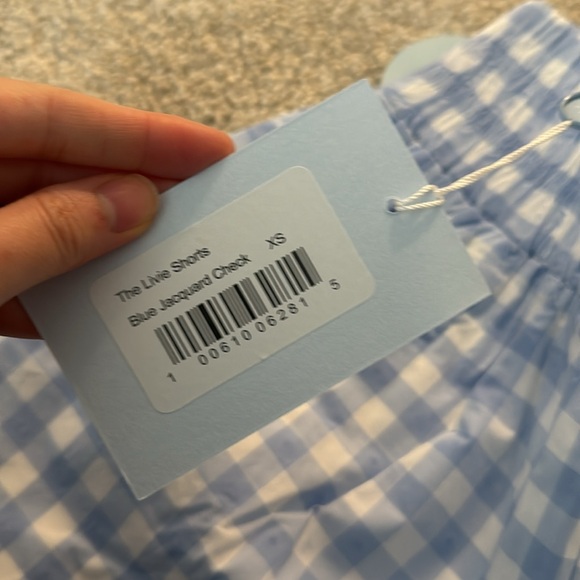 The Livie Shorts
Blue Jacquard Check XS
1 00610 06281 5